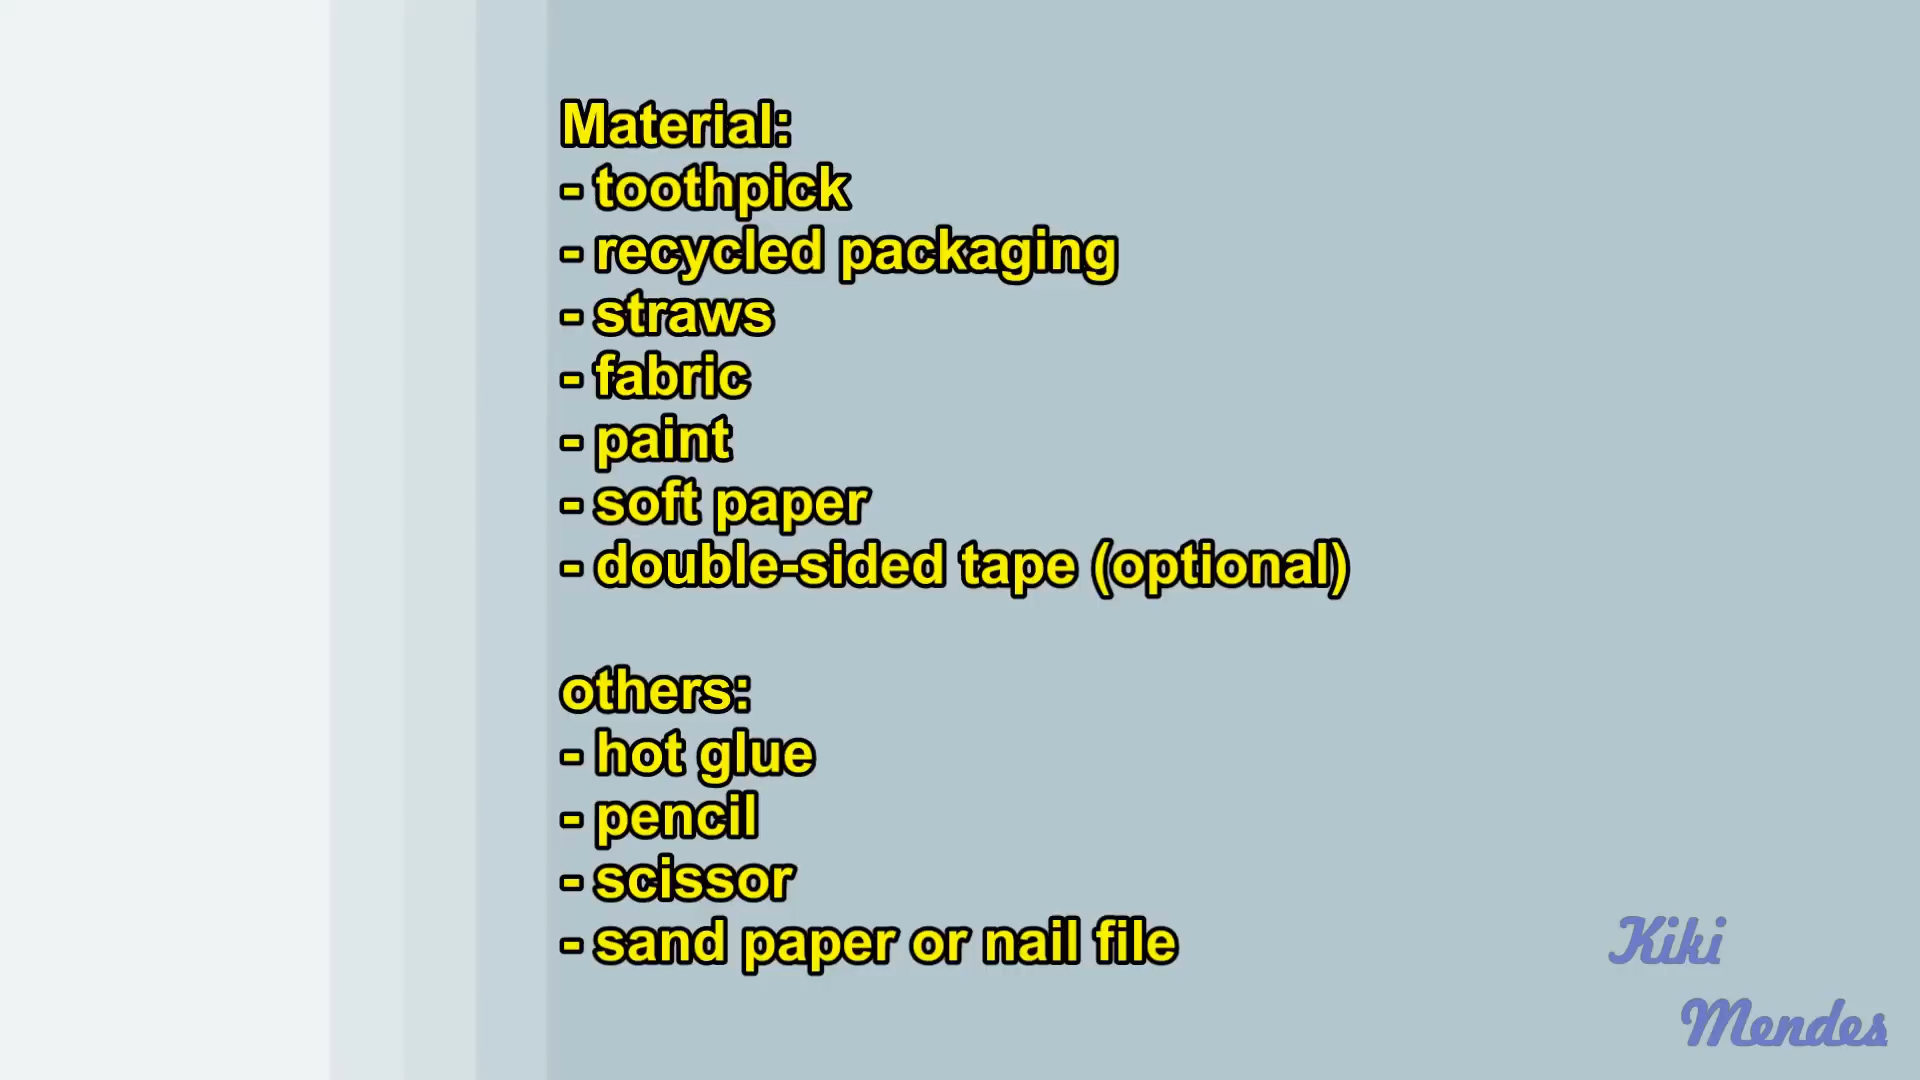 Material:
- toothpick
- recycled packaging
- straws
- fabric
- paint
- soft paper
- double-sided tape (optional)
others:
- hot glue
- pencil
- scissor
- sand paper or nail file
Kiki
Mendes